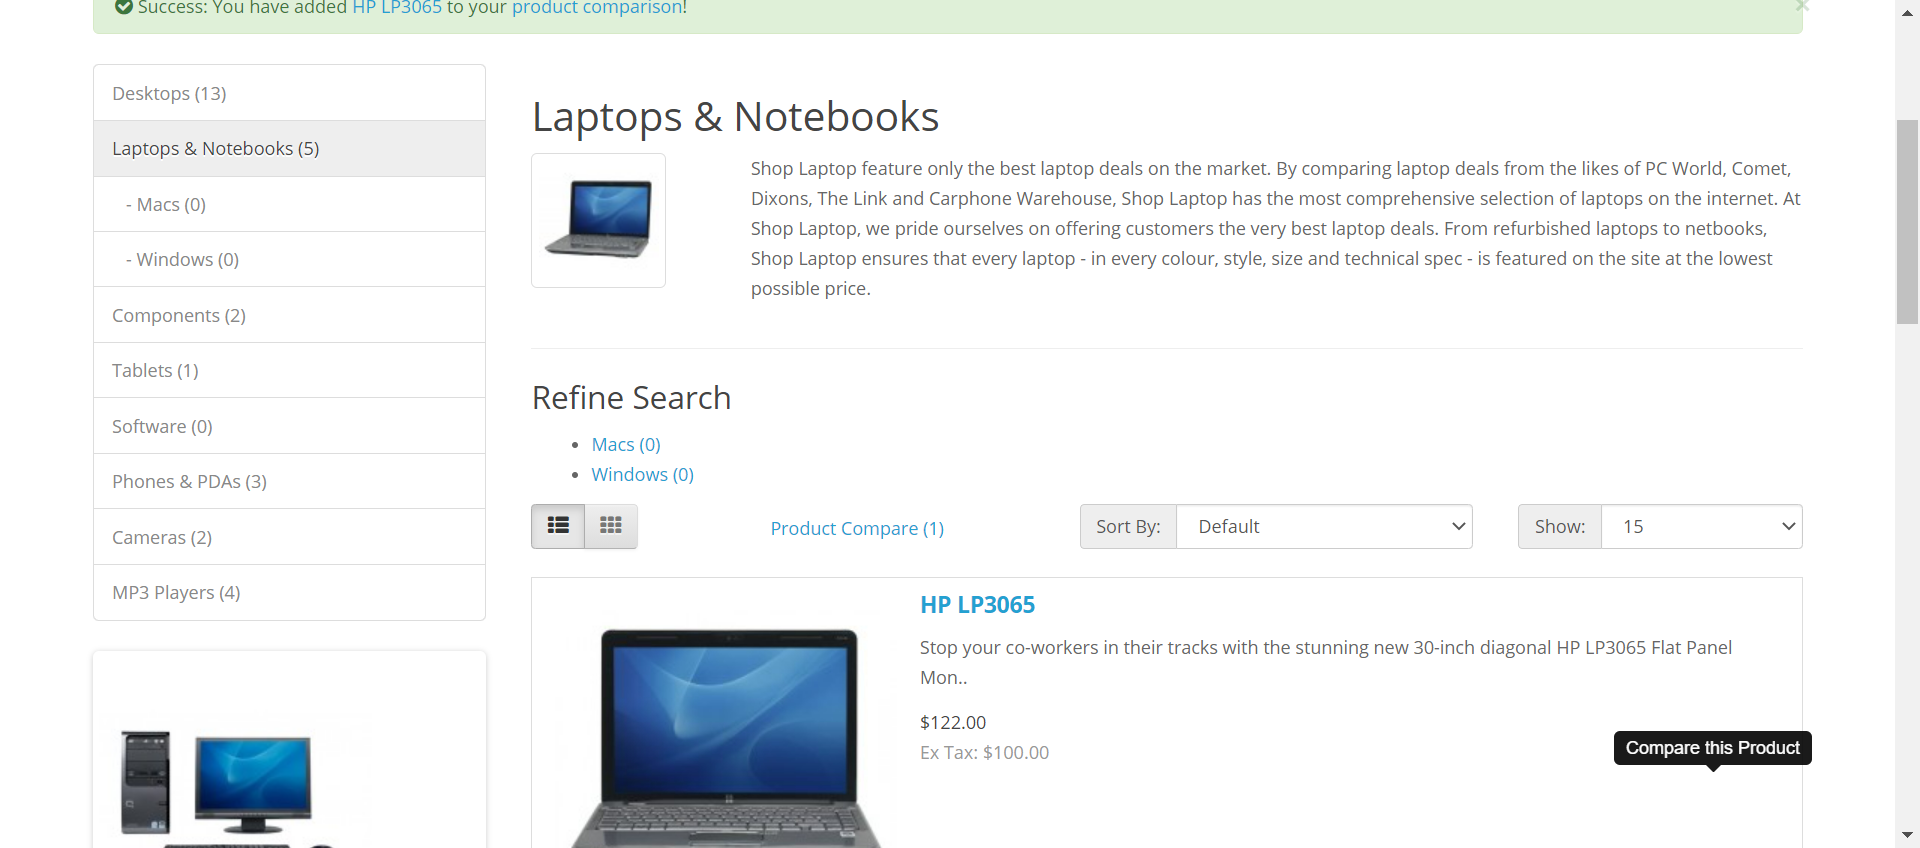 Success: You have added HP LP3065 to your product comparison!
×
Desktops (13)
Laptops & Notebooks (5)
- Macs (0)
- Windows (0)
Components (2)
Tablets (1)
Software (0)
Phones & PDAs (3)
Cameras (2)
MP3 Players (4)
Laptops & Notebooks
Shop Laptop feature only the best laptop deals on the market. By comparing laptop deals from the likes of PC World, Comet,
Dixons, The Link and Carphone Warehouse, Shop Laptop has the most comprehensive selection of laptops on the internet. At
Shop Laptop, we pride ourselves on offering customers the very best laptop deals. From refurbished laptops to netbooks,
Shop Laptop ensures that every laptop - in every colour, style, size and technical spec - is featured on the site at the lowest
possible price.
Refine Search
Macs (0)
Windows (0)
Product Compare (1)
Sort By: Default
Show: 15
HP LP3065
Stop your co-workers in their tracks with the stunning new 30-inch diagonal HP LP3065 Flat Panel
Mon..
$122.00
Ex Tax: $100.00
Compare this Product